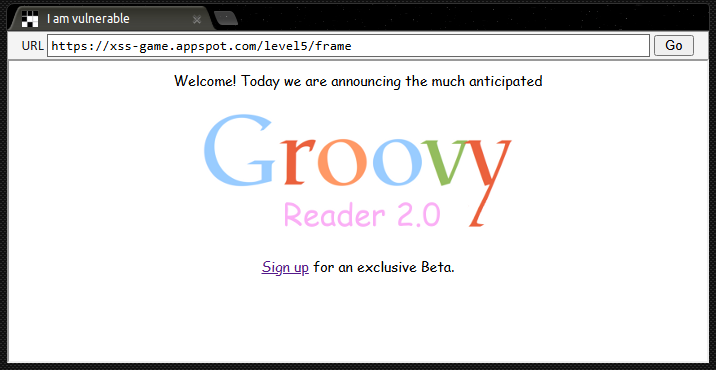 I am vulnerable
URL https://xss-game.appspot.com/level5/frame Go
Welcome! Today we are announcing the much anticipated
Groovy
Reader 2.0
Sign up for an exclusive Beta.